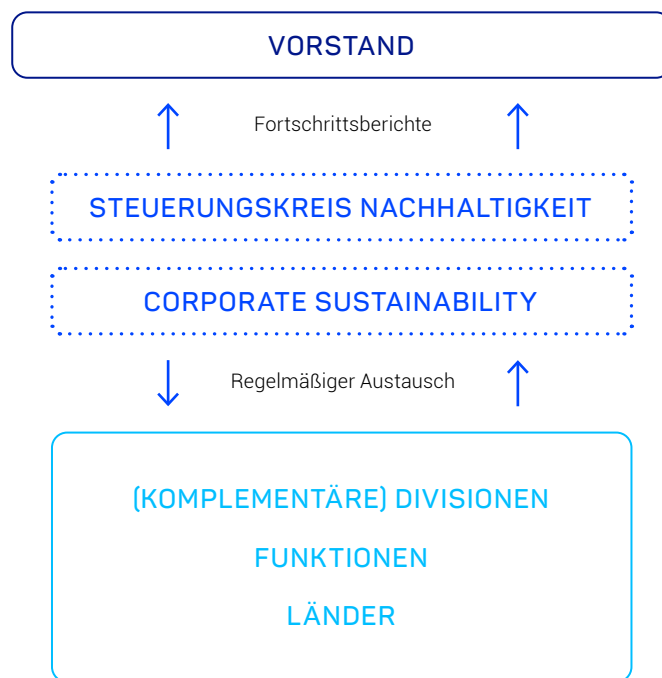 VORSTAND
Fortschrittsberichte
STEUERUNGSKREIS NACHHALTIGKEIT
CORPORATE SUSTAINABILITY
Regelmäßiger Austausch
(KOMPLEMENTÄRE) DIVISIONEN
FUNKTIONEN
LÄNDER